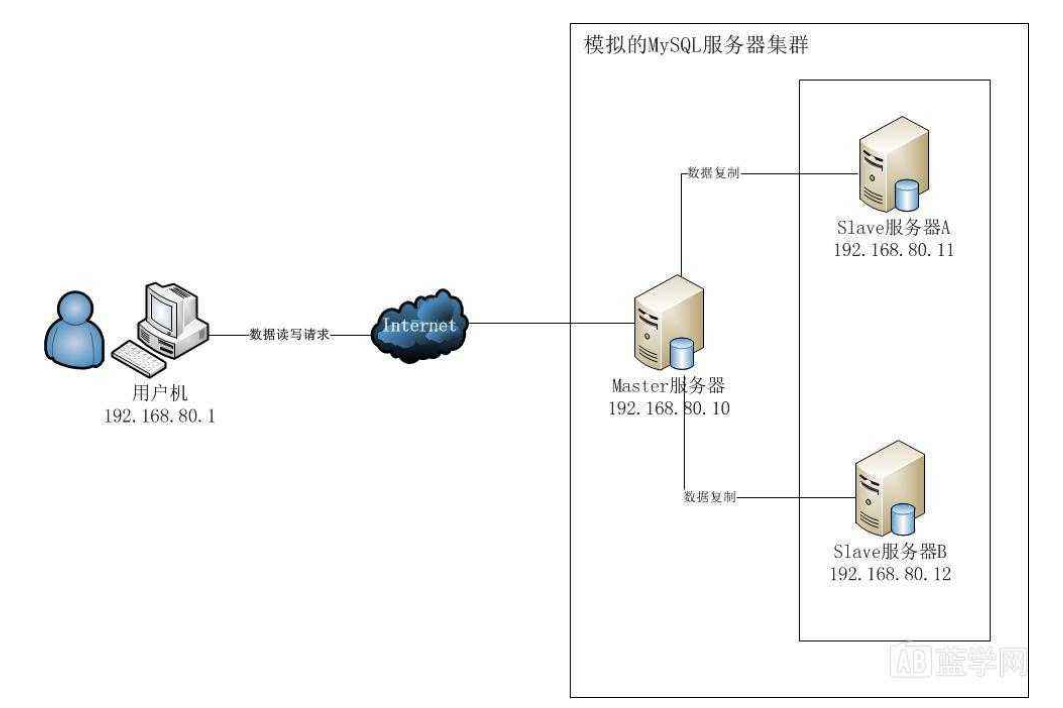 模拟的MySQL服务器集群
数据复制
Slave服务器A
192.168.80.11
数据读写请求
Internet
用户机
192.168.80.1
Master服务器
192.168.80.10
数据复制
Slave服务器B
192.168.80.12
AB蓝学网